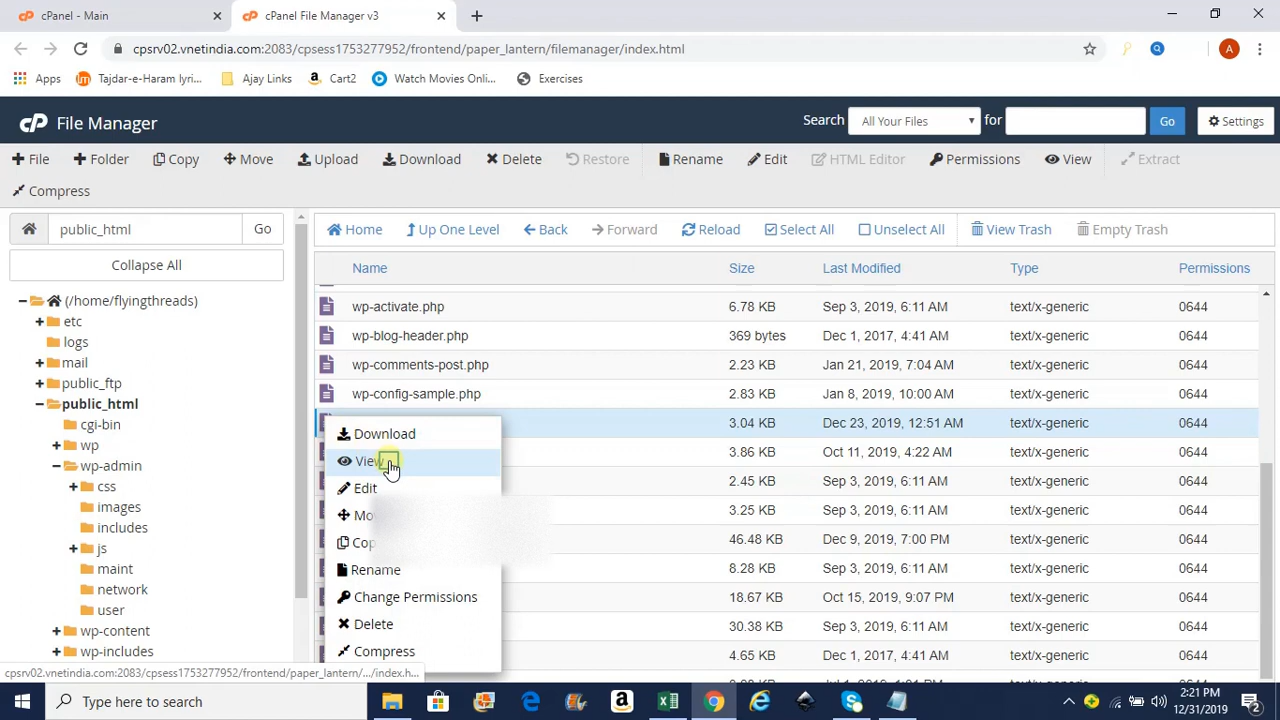 cPanel - Main
cPanel File Manager v3
cpsrv02.vnetindia.com:2083/cpsess1753277952/frontend/paper_lantern/filemanager/index.html
A
Apps
Tajdar-e-Haram lyri...
Ajay Links
Cart2
Watch Movies Onlin...
Exercises
cP File Manager
Search
All Your Files
for
Go
Settings
File
Folder
Copy
Move
Upload
Download
Delete
Restore
Rename
Edit
HTML Editor
Permissions
View
Extract
Compress
public_html
Go
Home
Up One Level
Back
Forward
Reload
Select All
Unselect All
View Trash
Empty Trash
Collapse All
(/home/flyingthreads)
etc
logs
mail
public_ftp
public_html
cgi-bin
wp
wp-admin
css
images
includes
js
maint
network
user
wp-content
wp-includes
Name Size Last Modified Type Permissions
wp-activate.php 6.78 KB Sep 3, 2019, 6:11 AM text/x-generic 0644
wp-blog-header.php 369 bytes Dec 1, 2017, 4:41 AM text/x-generic 0644
wp-comments-post.php 2.23 KB Jan 21, 2019, 7:04 AM text/x-generic 0644
wp-config-sample.php 2.83 KB Jan 8, 2019, 10:00 AM text/x-generic 0644
3.04 KB Dec 23, 2019, 12:51 AM text/x-generic 0644
3.86 KB Oct 11, 2019, 4:22 AM text/x-generic 0644
2.45 KB Sep 3, 2019, 6:11 AM text/x-generic 0644
3.25 KB Sep 3, 2019, 6:11 AM text/x-generic 0644
46.48 KB Dec 9, 2019, 7:00 PM text/x-generic 0644
8.28 KB Sep 3, 2019, 6:11 AM text/x-generic 0644
18.67 KB Oct 15, 2019, 9:07 PM text/x-generic 0644
30.38 KB Sep 3, 2019, 6:11 AM text/x-generic 0644
4.65 KB Dec 1, 2017, 4:41 AM text/x-generic 0644
Download
View
Edit
Mo
Cop
Rename
Change Permissions
Delete
Compress
cpsrv02.vnetindia.com:2083/cpsess1753277952/frontend/paper_lantern/.../index.h...
Type here to search
2:21 PM
12/31/2019
2